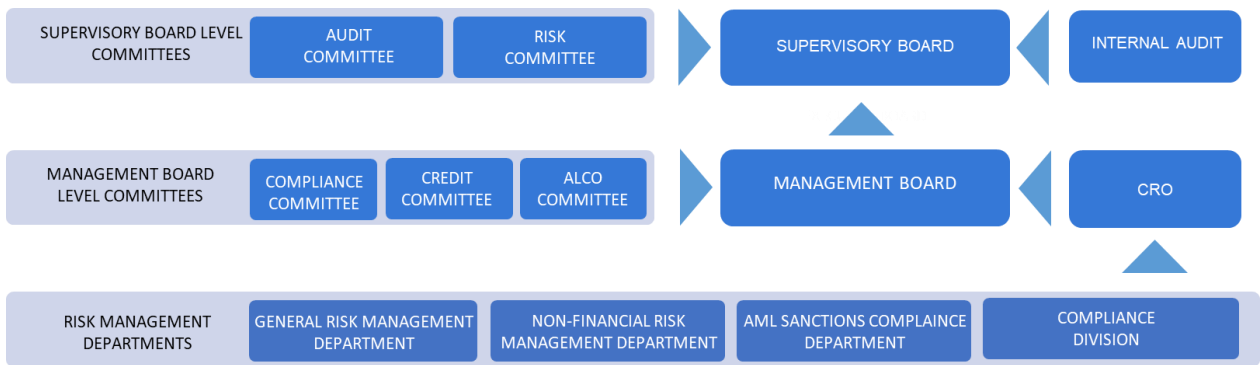 SUPERVISORY BOARD LEVEL
COMMITTEES
AUDIT
COMMITTEE
RISK
COMMITTEE
SUPERVISORY BOARD
INTERNAL AUDIT
MANAGEMENT BOARD
LEVEL COMMITTEES
COMPLIANCE
COMMITTEE
CREDIT
COMMITTEE
ALCO
COMMITTEE
MANAGEMENT BOARD
CRO
RISK MANAGEMENT
DEPARTMENTS
GENERAL RISK MANAGEMENT
DEPARTMENT
NON-FINANCIAL RISK
MANAGEMENT DEPARTMENT
AML SANCTIONS COMPLAINCE
DEPARTMENT
COMPLIANCE
DIVISION